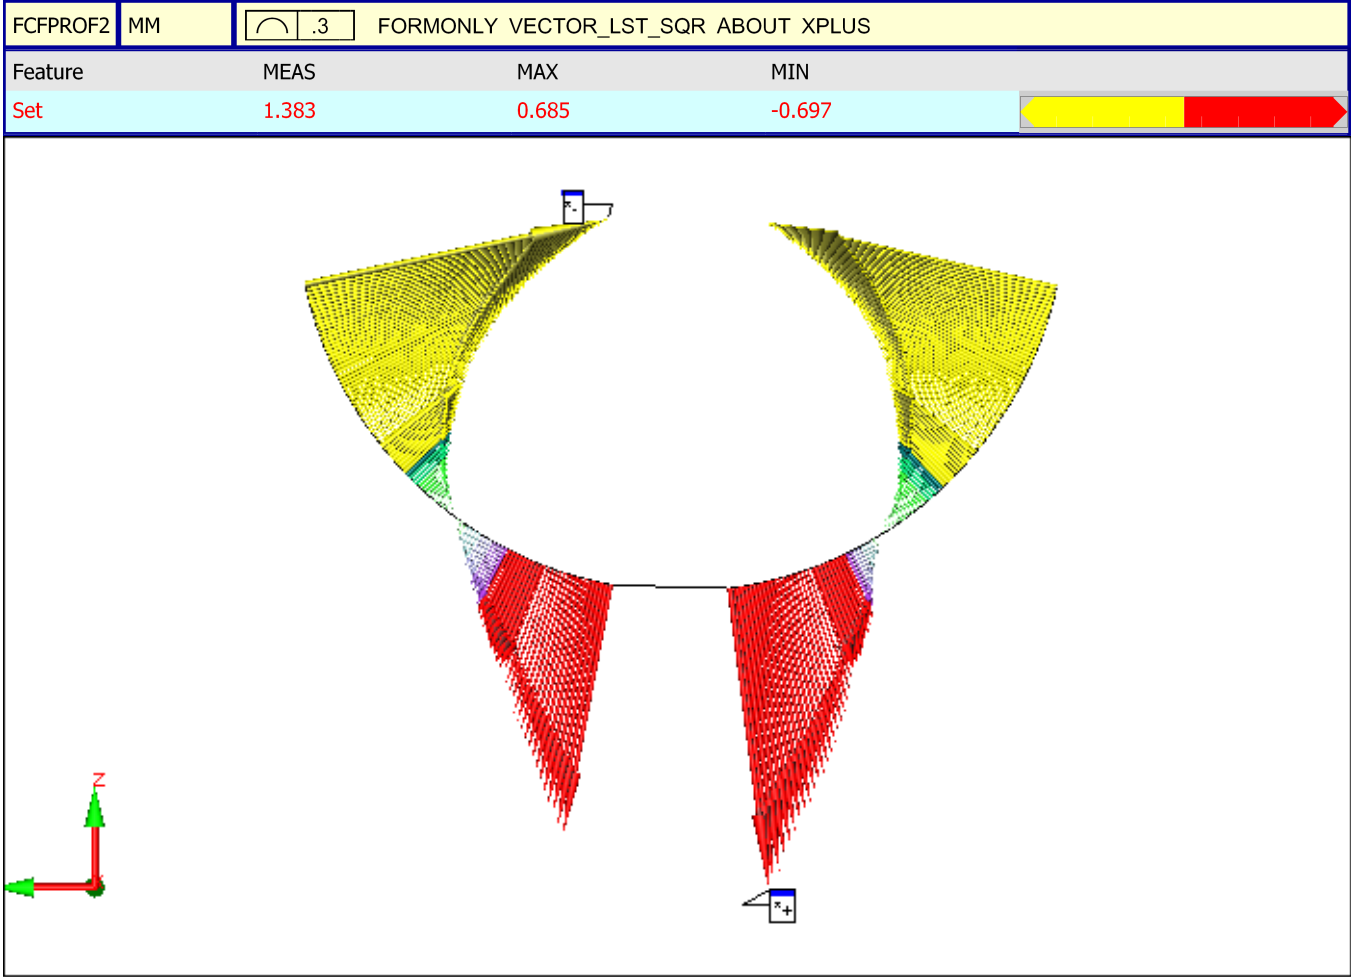 FCFPROF2 MM .3 FORMONLY VECTOR_LST_SQR ABOUT XPLUS
Feature MEAS MAX MIN
Set 1.383 0.685 -0.697
Z